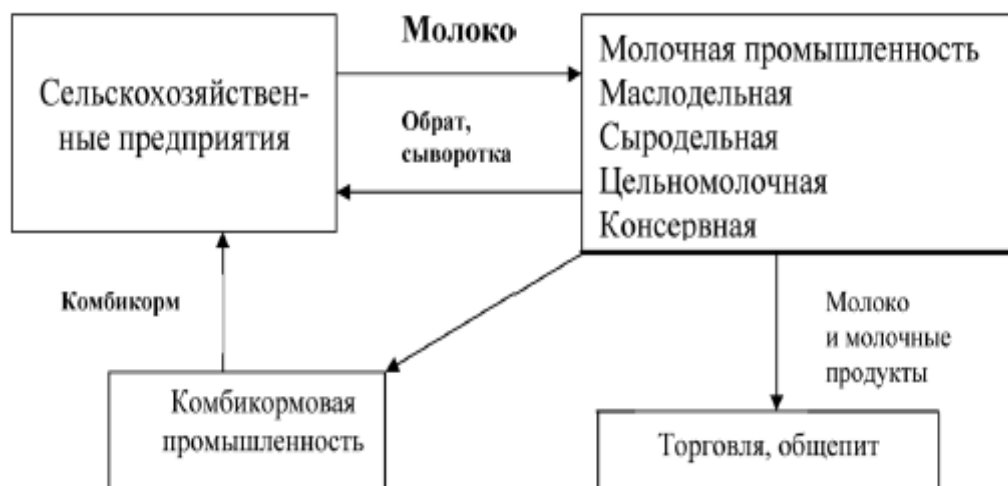 Молоко
Сельскохозяйствен-
ные предприятия
Обрат,
сыворотка
Молочная промышленность
Маслодельная
Сыродельная
Цельномолочная
Консервная
Комбикорм
Молоко
и молочные
продукты
Комбикормовая
промышленность
Торговля, общепит